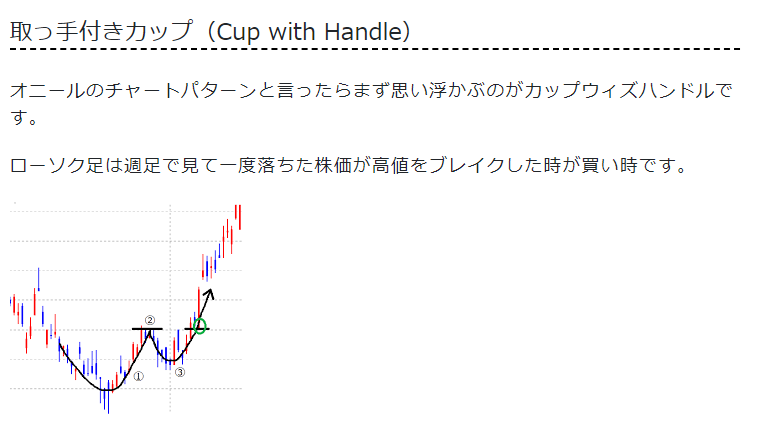 取っ手付きカップ（Cup with Handle）
オニールのチャートパターンと言ったらまず思い浮かぶのがカップウィズハンドルで
す。
ローソク足は週足で見て一度落ちた株価が高値をブレイクした時が買い時です。
②
①
③